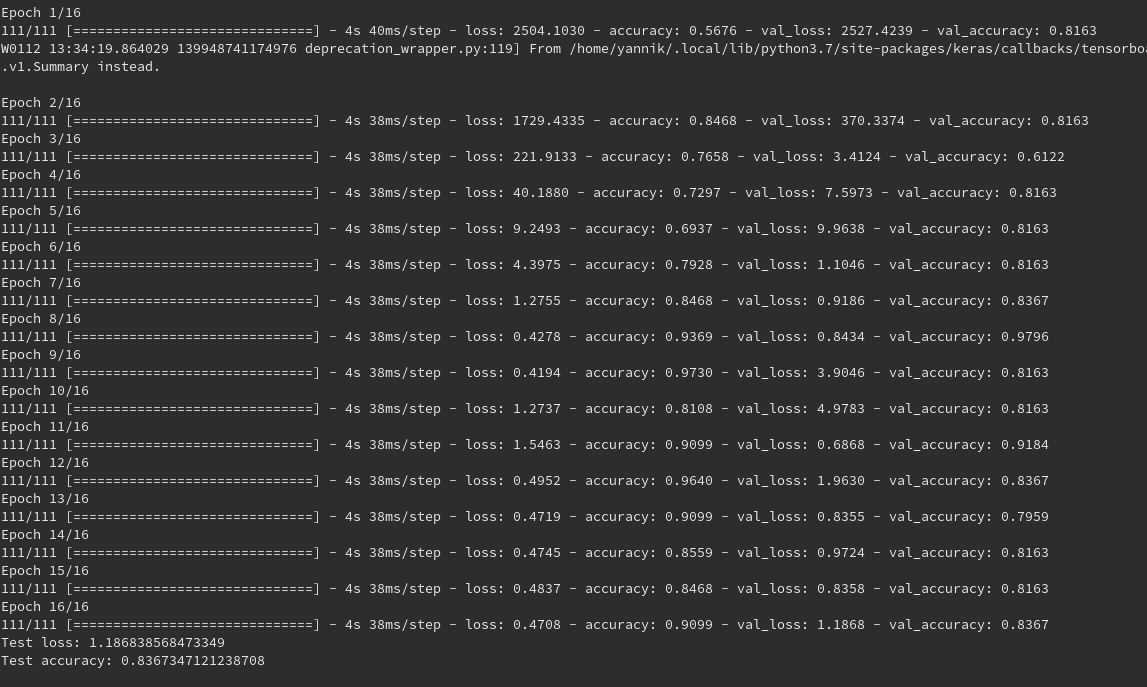 Epoch 1/16
111/111 [==============================] - 4s 40ms/step - loss: 2504.1030 - accuracy: 0.5676 - val_loss: 2527.4239 - val_accuracy: 0.8163
W0112 13:34:19.864029 139948741174976 deprecation_wrapper.py:119] From /home/yannik/.local/lib/python3.7/site-packages/keras/callbacks/tensorboa
.v1.Summary instead.
Epoch 2/16
111/111 [==============================] - 4s 38ms/step - loss: 1729.4335 - accuracy: 0.8468 - val_loss: 370.3374 - val_accuracy: 0.8163
Epoch 3/16
111/111 [==============================] - 4s 38ms/step - loss: 221.9133 - accuracy: 0.7658 - val_loss: 3.4124 - val_accuracy: 0.6122
Epoch 4/16
111/111 [==============================] - 4s 38ms/step - loss: 40.1880 - accuracy: 0.7297 - val_loss: 7.5973 - val_accuracy: 0.8163
Epoch 5/16
111/111 [==============================] - 4s 38ms/step - loss: 9.2493 - accuracy: 0.6937 - val_loss: 9.9638 - val_accuracy: 0.8163
Epoch 6/16
111/111 [==============================] - 4s 38ms/step - loss: 4.3975 - accuracy: 0.7928 - val_loss: 1.1046 - val_accuracy: 0.8163
Epoch 7/16
111/111 [==============================] - 4s 38ms/step - loss: 1.2755 - accuracy: 0.8468 - val_loss: 0.9186 - val_accuracy: 0.8367
Epoch 8/16
111/111 [==============================] - 4s 38ms/step - loss: 0.4278 - accuracy: 0.9369 - val_loss: 0.8434 - val_accuracy: 0.9796
Epoch 9/16
111/111 [==============================] - 4s 38ms/step - loss: 0.4194 - accuracy: 0.9730 - val_loss: 3.9046 - val_accuracy: 0.8163
Epoch 10/16
111/111 [==============================] - 4s 38ms/step - loss: 1.2737 - accuracy: 0.8108 - val_loss: 4.9783 - val_accuracy: 0.8163
Epoch 11/16
111/111 [==============================] - 4s 38ms/step - loss: 1.5463 - accuracy: 0.9099 - val_loss: 0.6868 - val_accuracy: 0.9184
Epoch 12/16
111/111 [==============================] - 4s 38ms/step - loss: 0.4952 - accuracy: 0.9640 - val_loss: 1.9630 - val_accuracy: 0.8367
Epoch 13/16
111/111 [==============================] - 4s 38ms/step - loss: 0.4719 - accuracy: 0.9099 - val_loss: 0.8355 - val_accuracy: 0.7959
Epoch 14/16
111/111 [==============================] - 4s 38ms/step - loss: 0.4745 - accuracy: 0.8559 - val_loss: 0.9724 - val_accuracy: 0.8163
Epoch 15/16
111/111 [==============================] - 4s 38ms/step - loss: 0.4837 - accuracy: 0.8468 - val_loss: 0.8358 - val_accuracy: 0.8163
Epoch 16/16
111/111 [==============================] - 4s 38ms/step - loss: 0.4708 - accuracy: 0.9099 - val_loss: 1.1868 - val_accuracy: 0.8367
Test loss: 1.186838568473349
Test accuracy: 0.8367347121238708